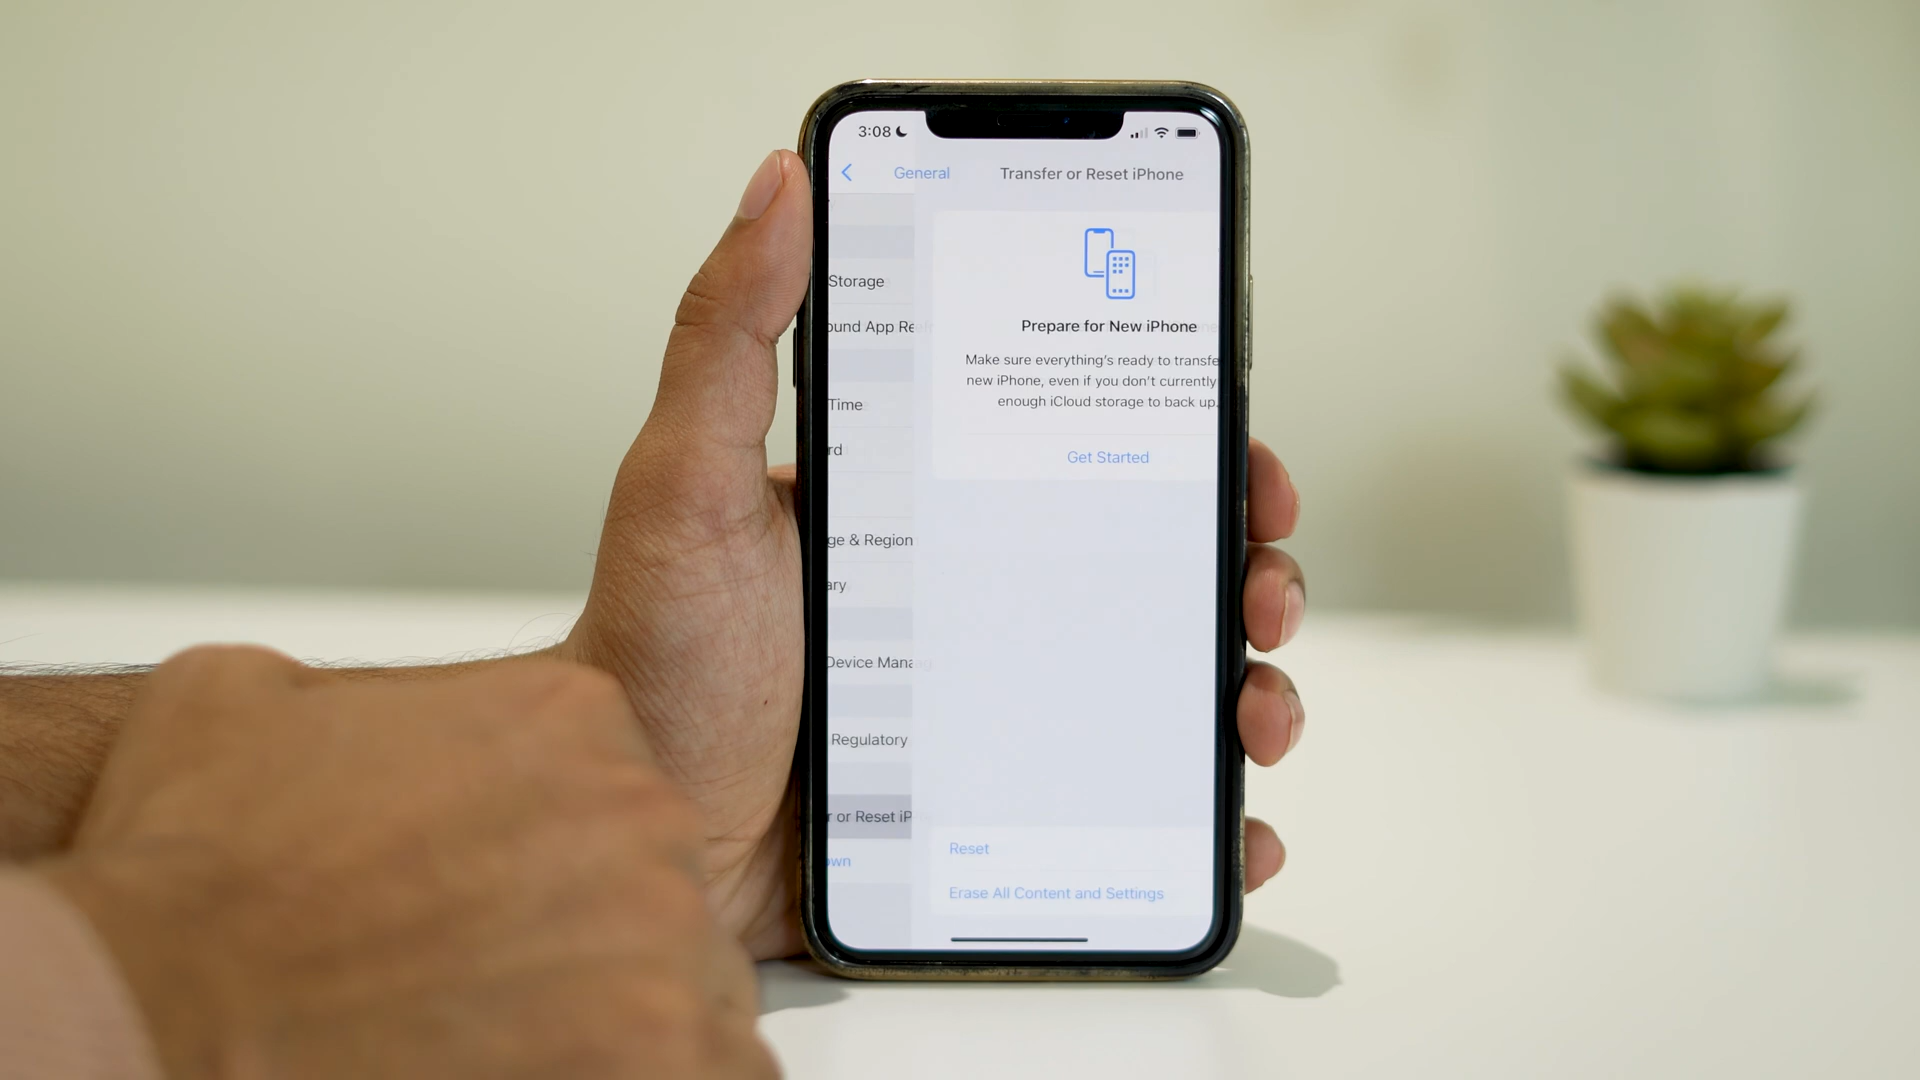 3:08
General
Transfer or Reset iPhone
Storage
ound App Re
Time
rd
ge & Region
ary
Device Mana
Regulatory
r or Reset iP
own
Prepare for New iPhone
Make sure everything's ready to transfe
new iPhone, even if you don't currently
enough iCloud storage to back up.
Get Started
Reset
Erase All Content and Settings